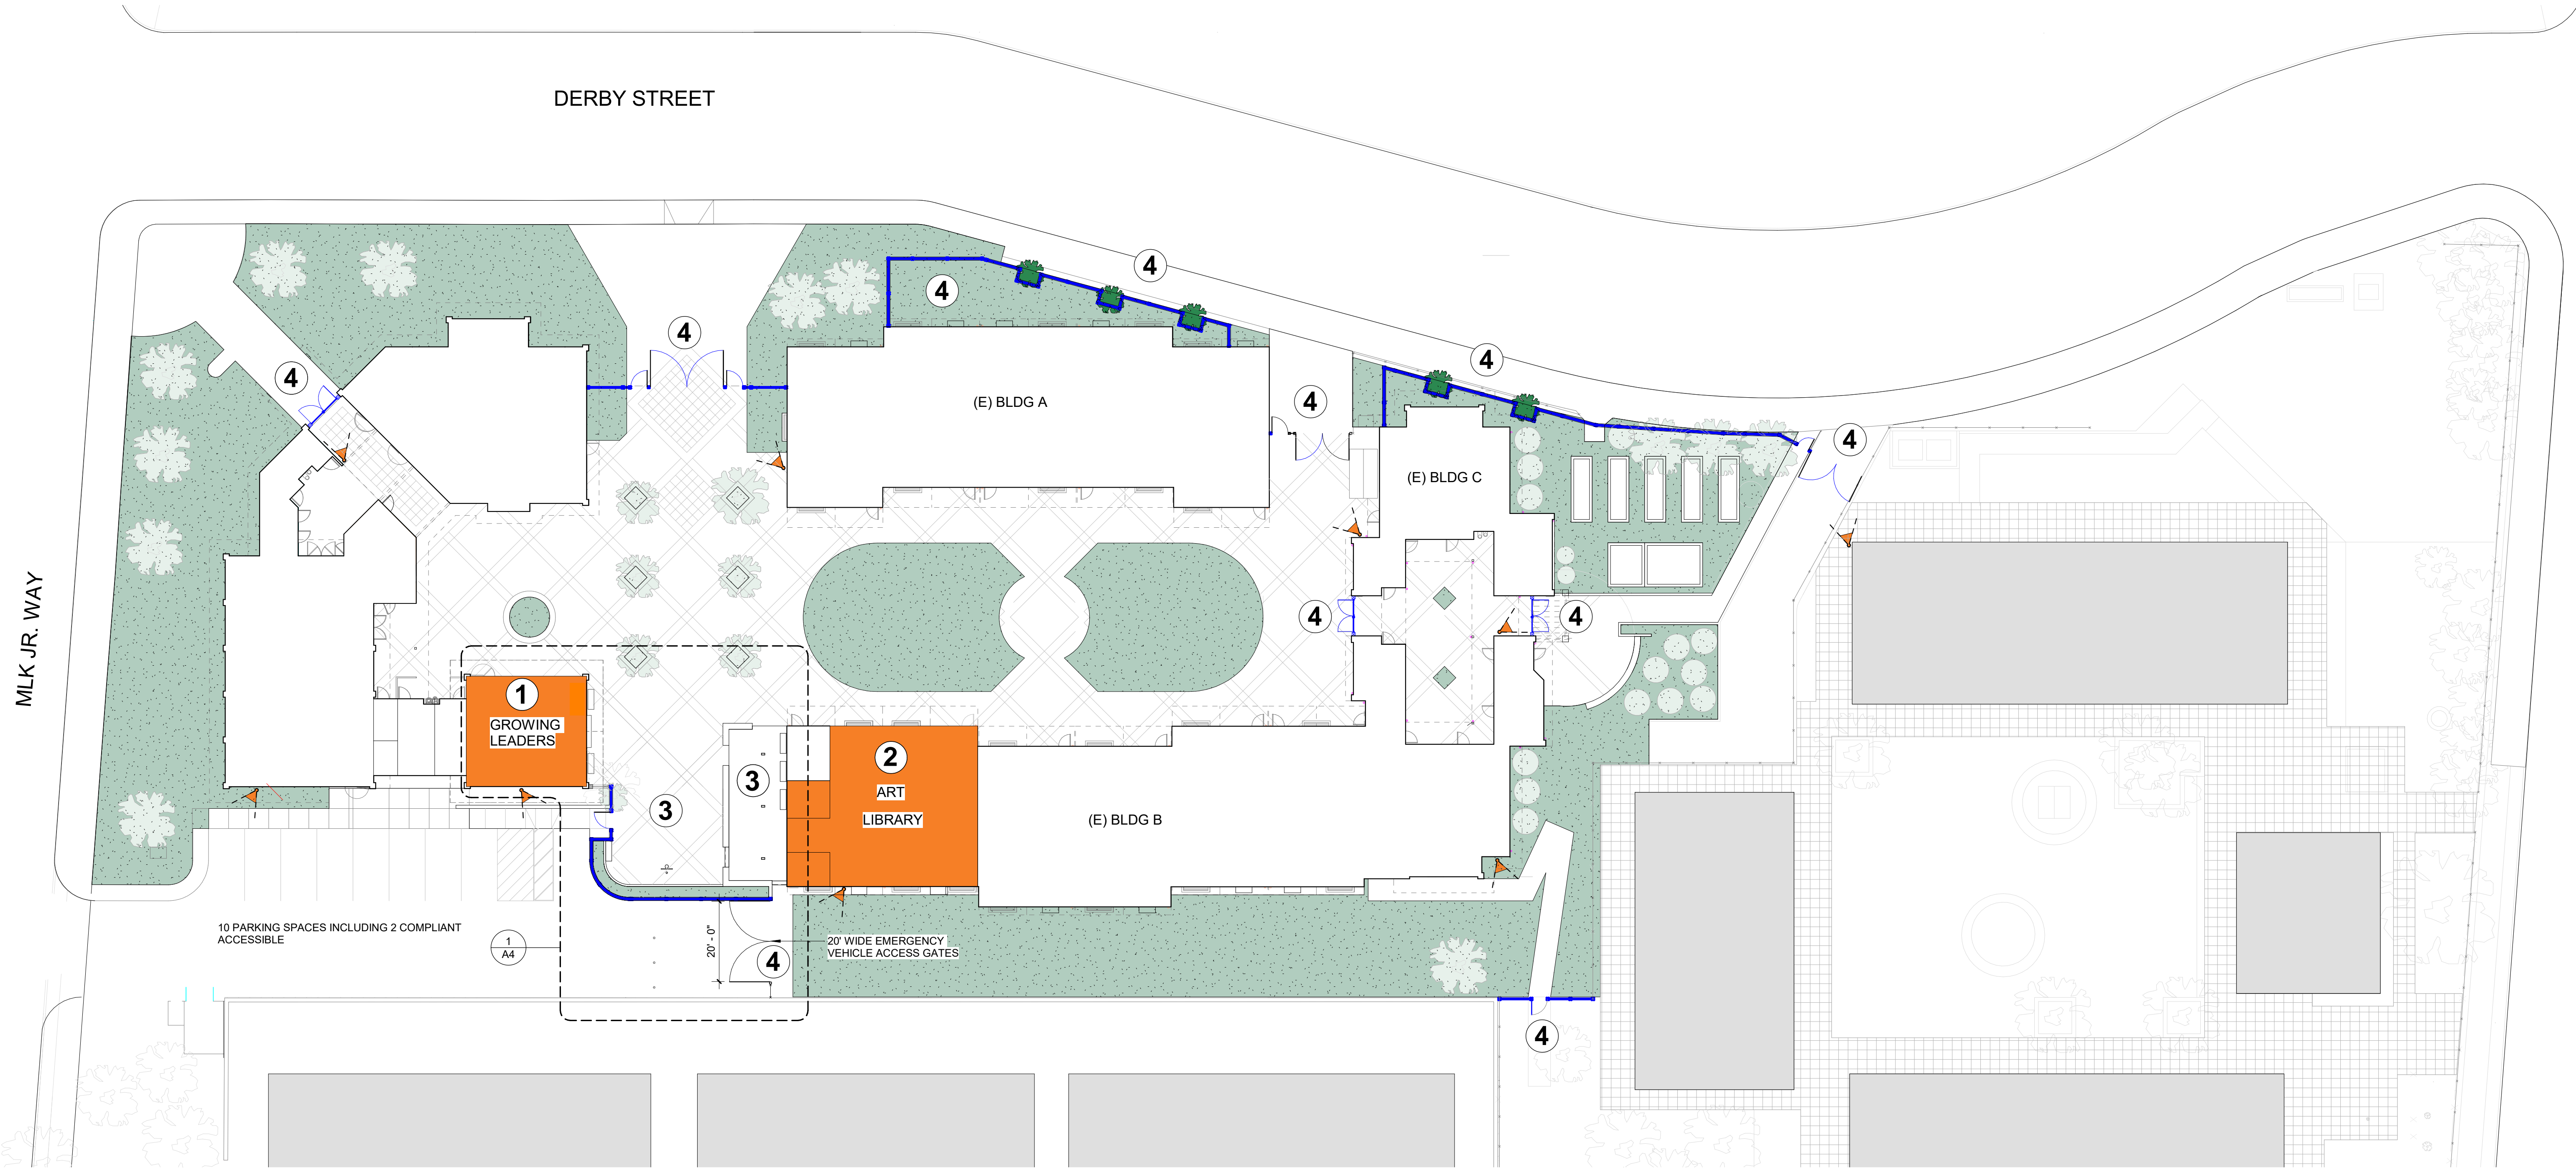 DERBY STREET
4
4
4
4
4
4
4
(E) BLDG A
4
(E) BLDG C
MLK JR. WAY
4
4
1
GROWING
LEADERS
2
ART
LIBRARY
3
3
(E) BLDG B
10 PARKING SPACES INCLUDING 2 COMPLIANT
ACCESSIBLE
1
A4
20' - 0"
20' WIDE EMERGENCY
VEHICLE ACCESS GATES
4
4